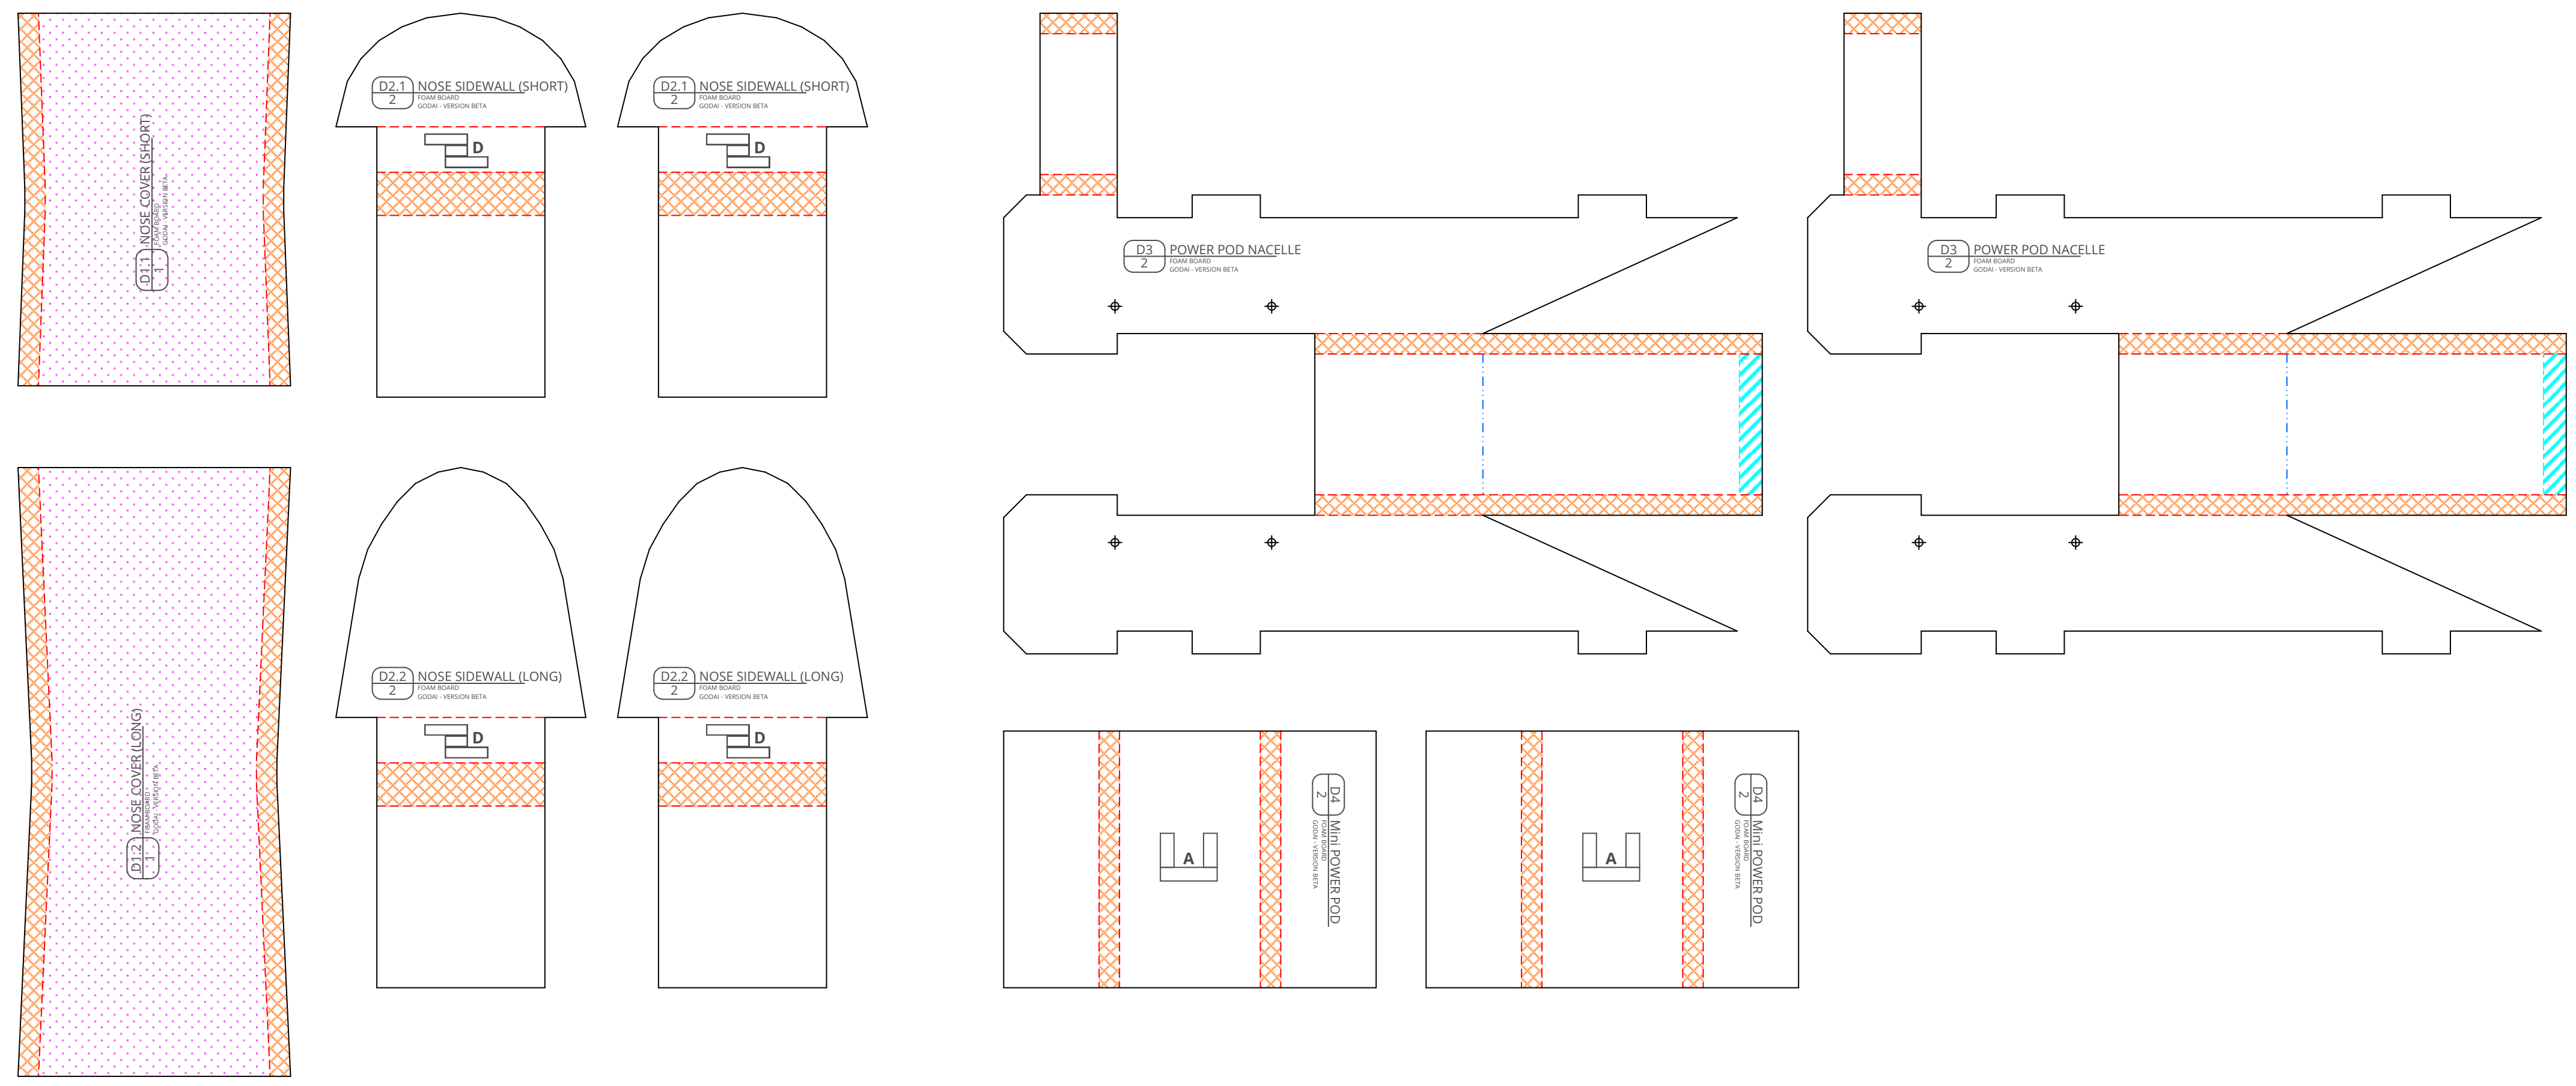 D1.1
1
NOSE COVER (SHORT)
FOAM BOARD
GODAI - VERSION BETA
D2.1
2
NOSE SIDEWALL (SHORT)
FOAM BOARD
GODAI - VERSION BETA
D
D2.1
2
NOSE SIDEWALL (SHORT)
FOAM BOARD
GODAI - VERSION BETA
D
D3
2
POWER POD NACELLE
FOAM BOARD
GODAI - VERSION BETA
D3
2
POWER POD NACELLE
FOAM BOARD
GODAI - VERSION BETA
D1.2
1
NOSE COVER (LONG)
FOAM BOARD
GODAI - VERSION BETA
D2.2
2
NOSE SIDEWALL (LONG)
FOAM BOARD
GODAI - VERSION BETA
D
D2.2
2
NOSE SIDEWALL (LONG)
FOAM BOARD
GODAI - VERSION BETA
D
D4
2
Mini POWER POD
FOAM BOARD
GODAI - VERSION BETA
A
D4
2
Mini POWER POD
FOAM BOARD
GODAI - VERSION BETA
A